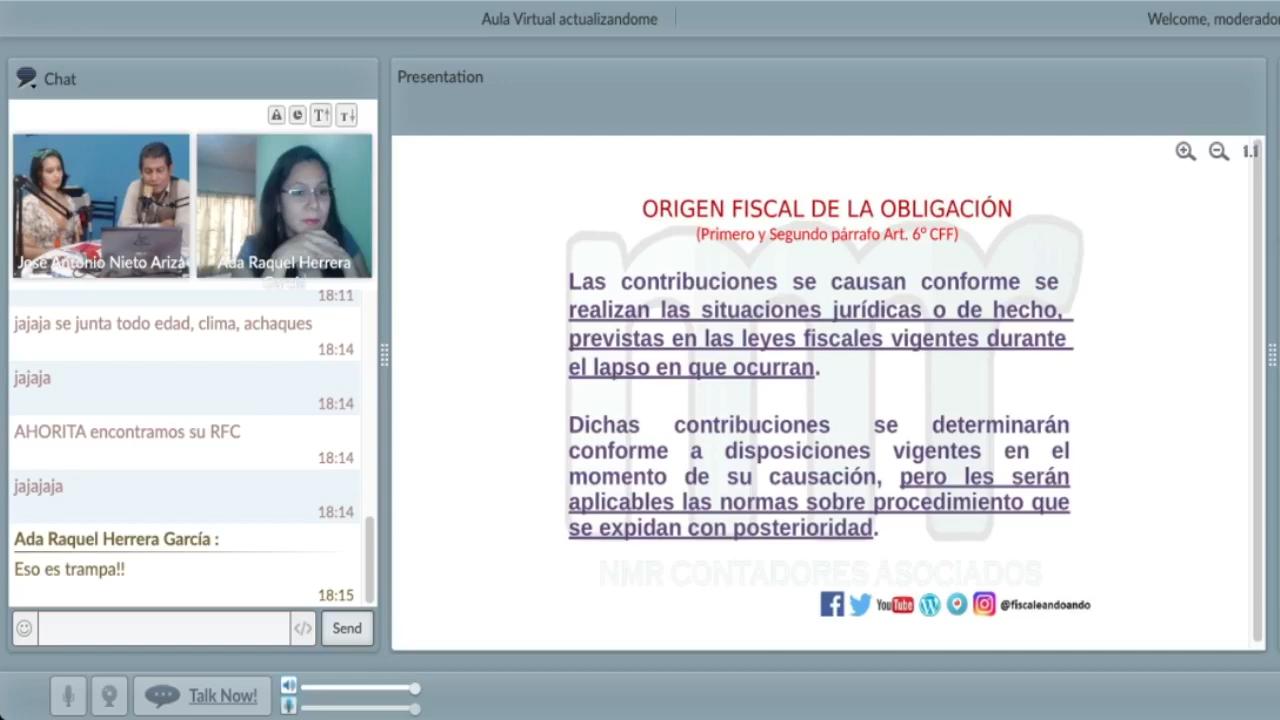 Aula Virtual actualizandome
Welcome, moderador
Chat
José Antonio Nieto Ariza
Ada Raquel Herrera
García
18:11
jajaja se junta todo edad, clima, achaques
18:14
jajaja
18:14
AHORITA encontramos su RFC
18:14
jajajaja
18:14
Ada Raquel Herrera García :
Eso es trampa!!
18:15
Send
Presentation
1.1
ORIGEN FISCAL DE LA OBLIGACIÓN
(Primero y Segundo párrafo Art. 6º CFF)
Las contribuciones se causan conforme se
realizan las situaciones jurídicas o de hecho,
previstas en las leyes fiscales vigentes durante
el lapso en que ocurran.
Dichas contribuciones se determinarán
conforme a disposiciones vigentes en el
momento de su causación, pero les serán
aplicables las normas sobre procedimiento que
se expidan con posterioridad.
nmr
NMR CONTADORES ASOCIADOS
YouTube
@fiscaleandoando
Talk Now!